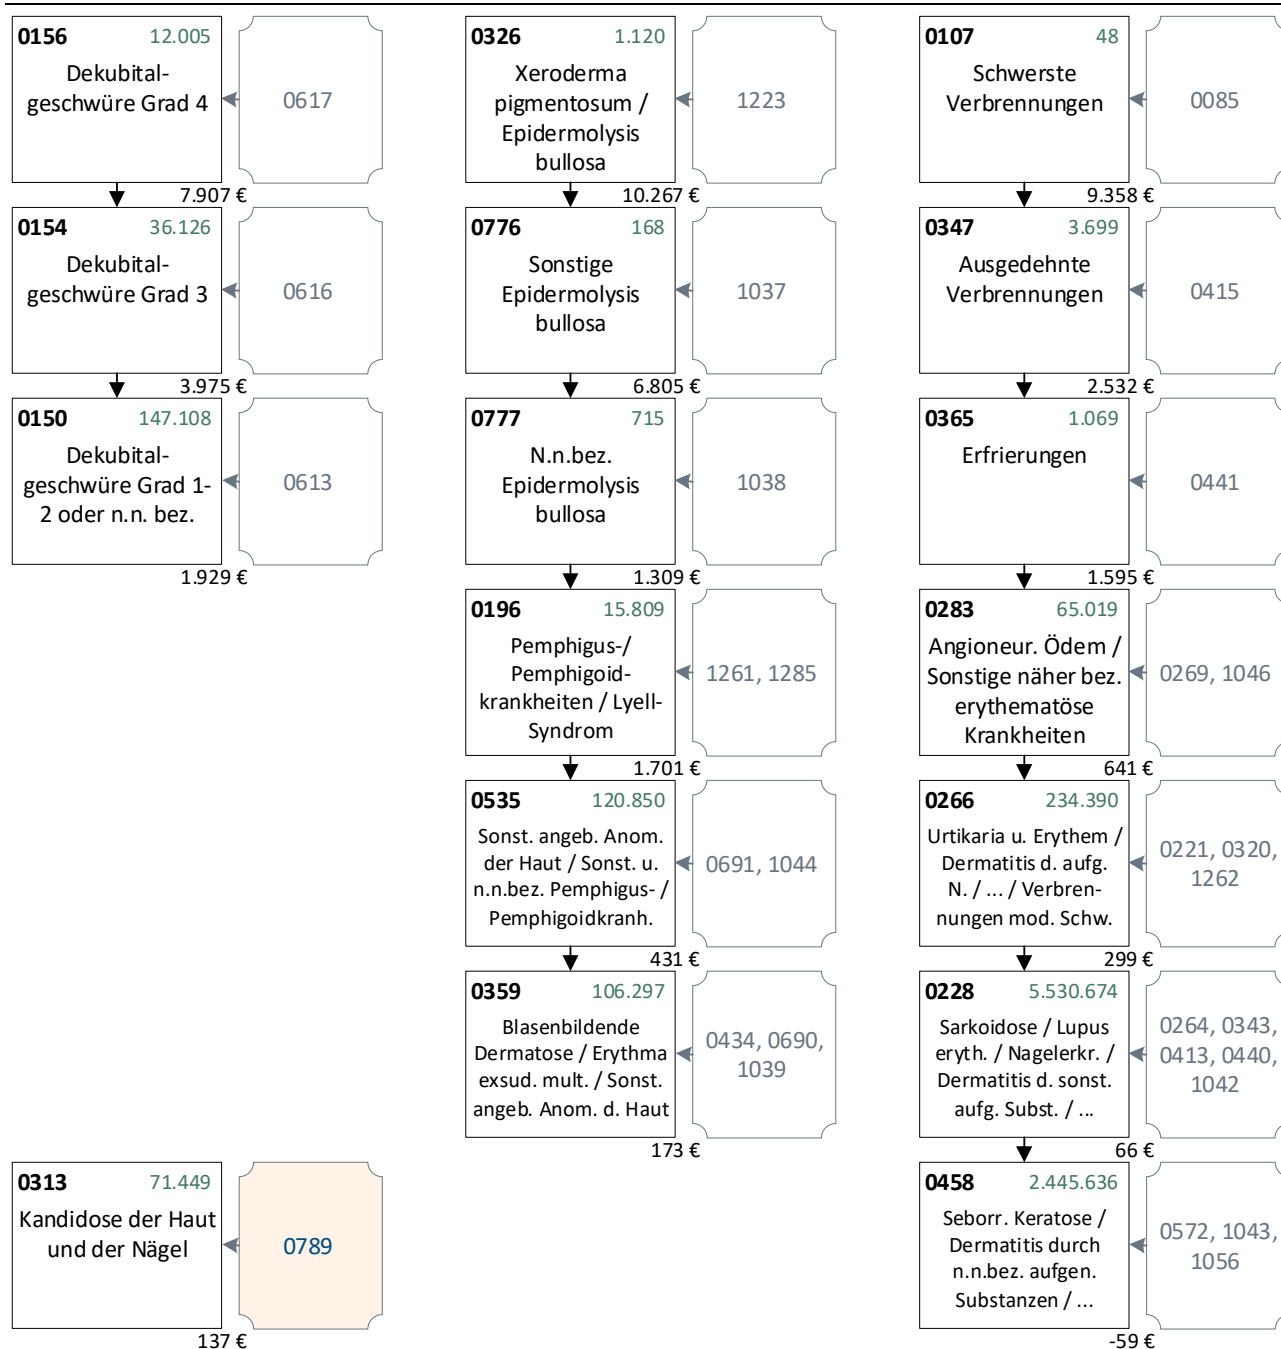 0156 12.005
Dekubital-
geschwüre Grad 4
0617
7.907 €
0154 36.126
Dekubital-
geschwüre Grad 3
0616
3.975 €
0150 147.108
Dekubital-
geschwüre Grad 1-
2 oder n.n. bez.
0613
1.929 €
0313 71.449
Kandidose der Haut
und der Nägel
0789
137 €
0326 1.120
Xeroderma
pigmentosum /
Epidermolysis
bullosa
1223
10.267 €
0776 168
Sonstige
Epidermolysis
bullosa
1037
6.805 €
0777 715
N.n.bez.
Epidermolysis
bullosa
1038
1.309 €
0196 15.809
Pemphigus-/
Pemphigoid-
krankheiten / Lyell-
Syndrom
1261, 1285
1.701 €
0535 120.850
Sonst. angeb. Anom.
der Haut / Sonst. u.
n.n.bez. Pemphigus- /
Pemphigoidkranh.
0691, 1044
431 €
0359 106.297
Blasenbildende
Dermatose / Erythma
exsud. mult. / Sonst.
angeb. Anom. d. Haut
0434, 0690,
1039
173 €
0107 48
Schwerste
Verbrennungen
0085
9.358 €
0347 3.699
Ausgedehnte
Verbrennungen
0415
2.532 €
0365 1.069
Erfrierungen
0441
1.595 €
0283 65.019
Angioneur. Ödem /
Sonstige näher bez.
erythematöse
Krankheiten
0269, 1046
641 €
0266 234.390
Urtikaria u. Erythem /
Dermatitis d. aufg.
N. / ... / Verbren-
nungen mod. Schw.
0221, 0320,
1262
299 €
0228 5.530.674
Sarkoidose / Lupus
eryth. / Nagelerkr. /
Dermatitis d. sonst.
aufg. Subst. / ...
0264, 0343,
0413, 0440,
1042
66 €
0458 2.445.636
Seborr. Keratose /
Dermatitis durch
n.n.bez. aufgen.
Substanzen / ...
0572, 1043,
1056
-59 €